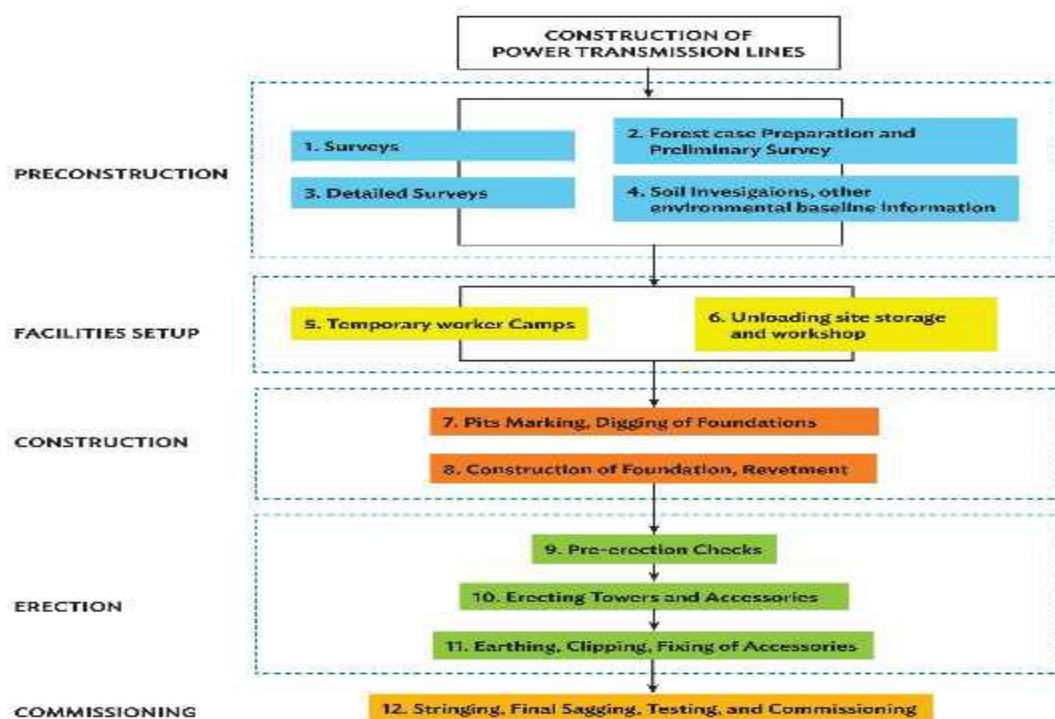 CONSTRUCTION OF
POWER TRANSMISSION LINES
PRECONSTRUCTION
1. Surveys
2. Forest case Preparation and
Preliminary Survey
3. Detailed Surveys
4. Soil Invesigaions, other
environmental baseline information
FACILITIES SETUP
5. Temporary worker Camps
6. Unloading site storage
and workshop
CONSTRUCTION
7. Pits Marking, Digging of Foundations
8. Construction of Foundation, Revetment
ERECTION
9. Pre-erection Checks
10. Erecting Towers and Accessories
11. Earthing, Clipping, Fixing of Accessories
COMMISSIONING
12. Stringing, Final Sagging, Testing, and Commissioning